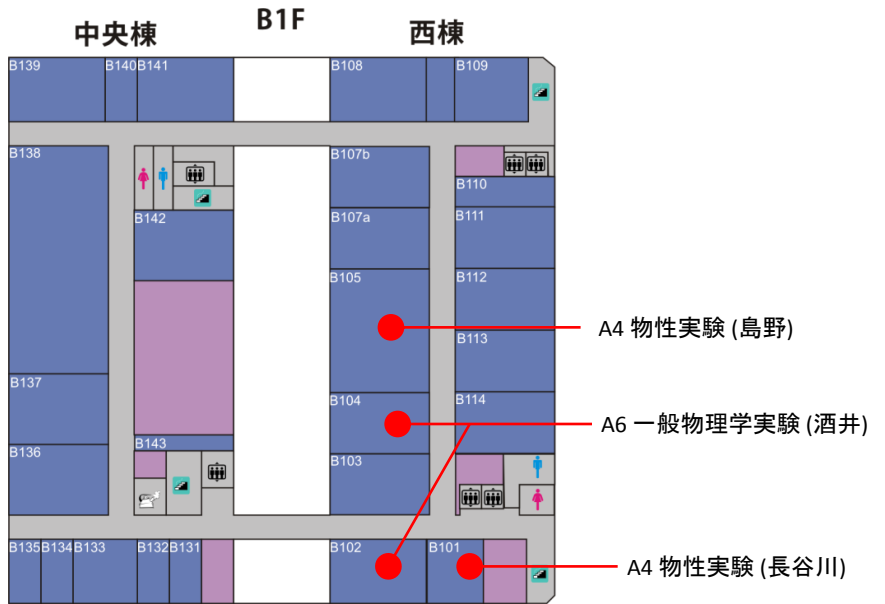 B1F
中央棟
西棟
B139
B140
B141
B108
B109
B138
B107b
B110
B142
B107a
B111
B105
B112
A4 物性実験 (島野)
B113
B137
B104
B114
A6 一般物理学実験 (酒井)
B143
B136
B103
B135
B134
B133
B132
B131
B102
B101
A4 物性実験 (長谷川)